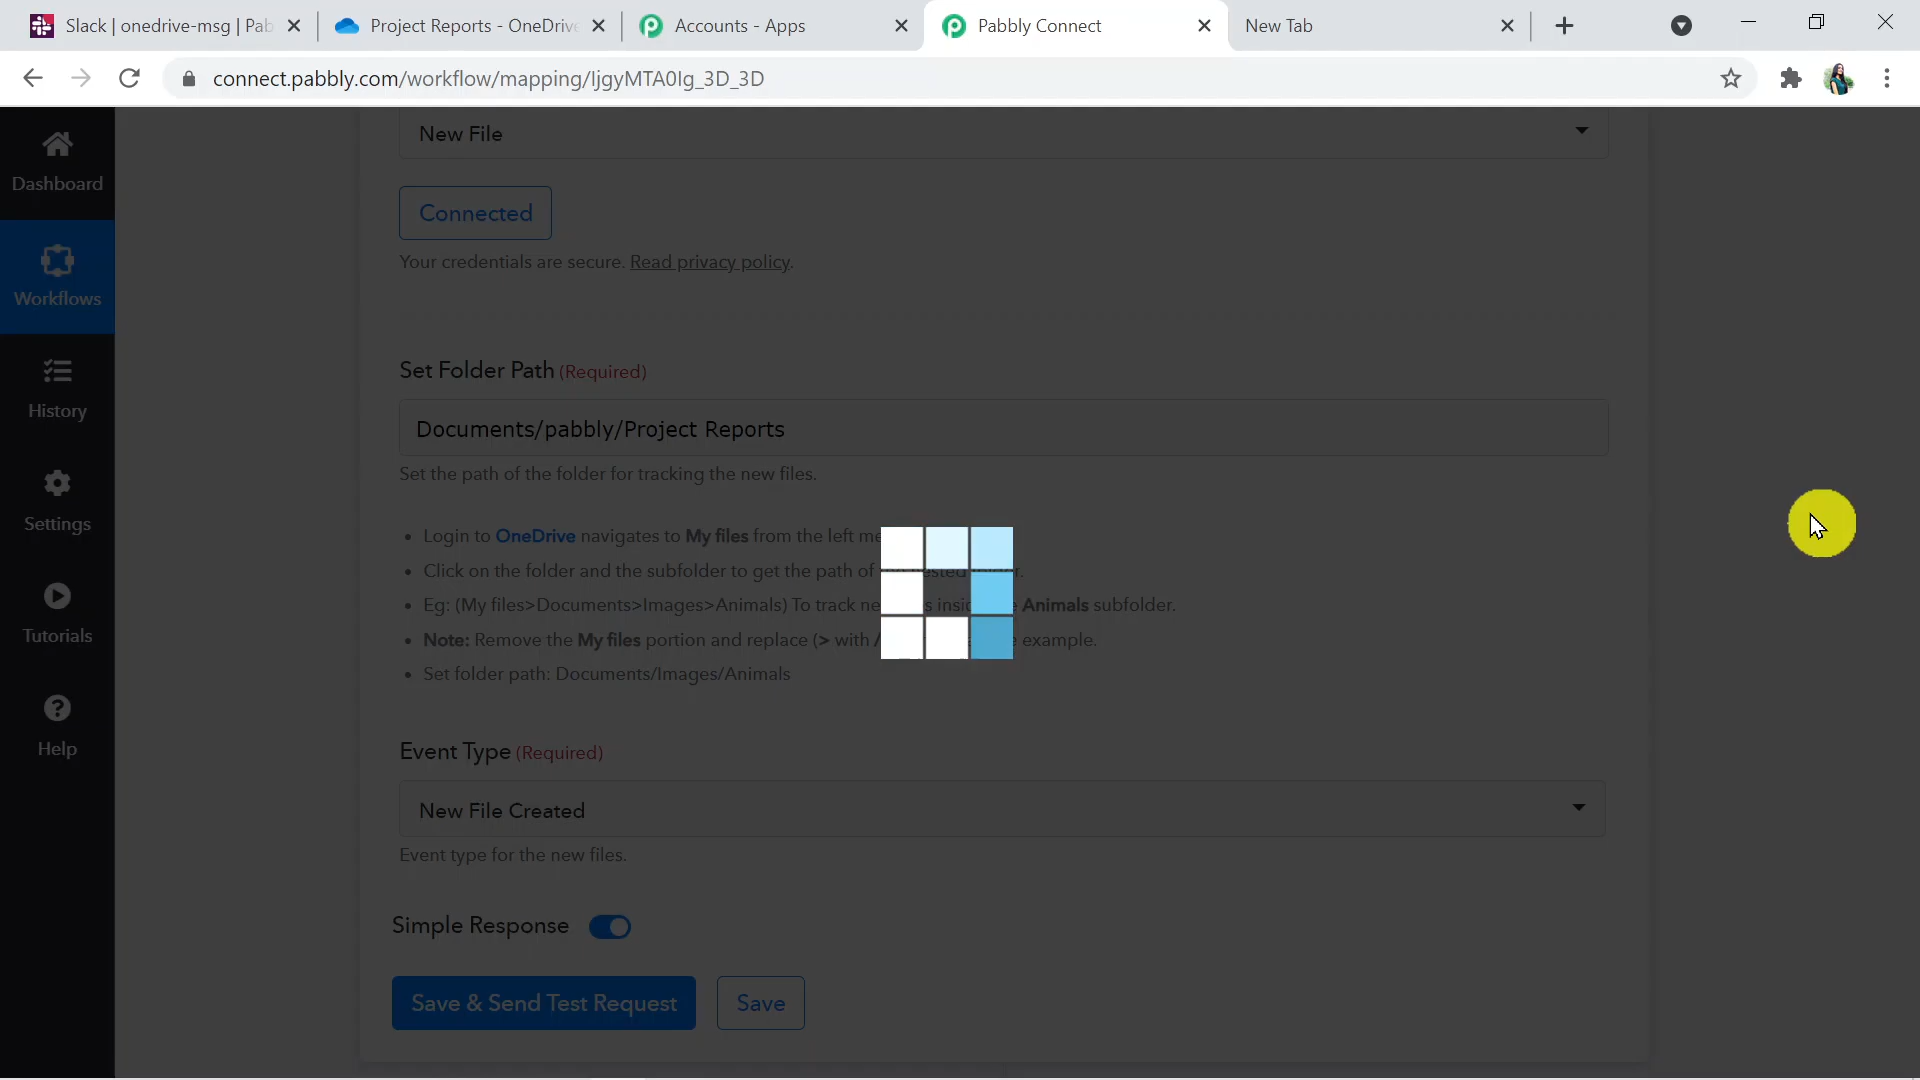 Slack | onedrive-msg | Pab
Project Reports - OneDrive
Accounts - Apps
Pabbly Connect
New Tab
connect.pabbly.com/workflow/mapping/ljgyMTA0Ig_3D_3D
Dashboard
Workflows
History
Settings
Tutorials
Help
New File
Connected
Your credentials are secure. Read privacy policy.
Set Folder Path (Required)
Documents/pabbly/Project Reports
Set the path of the folder for tracking the new files.
Login to OneDrive navigates to My files from the left
Click on the folder and the subfolder to get the path of
Eg: (My files>Documents>Images>Animals) To track Animals subfolder.
Note: Remove the My files portion and replace (> with / example.
Set folder path: Documents/Images/Animals
Event Type (Required)
New File Created
Event type for the new files.
Simple Response
Save & Send Test Request
Save